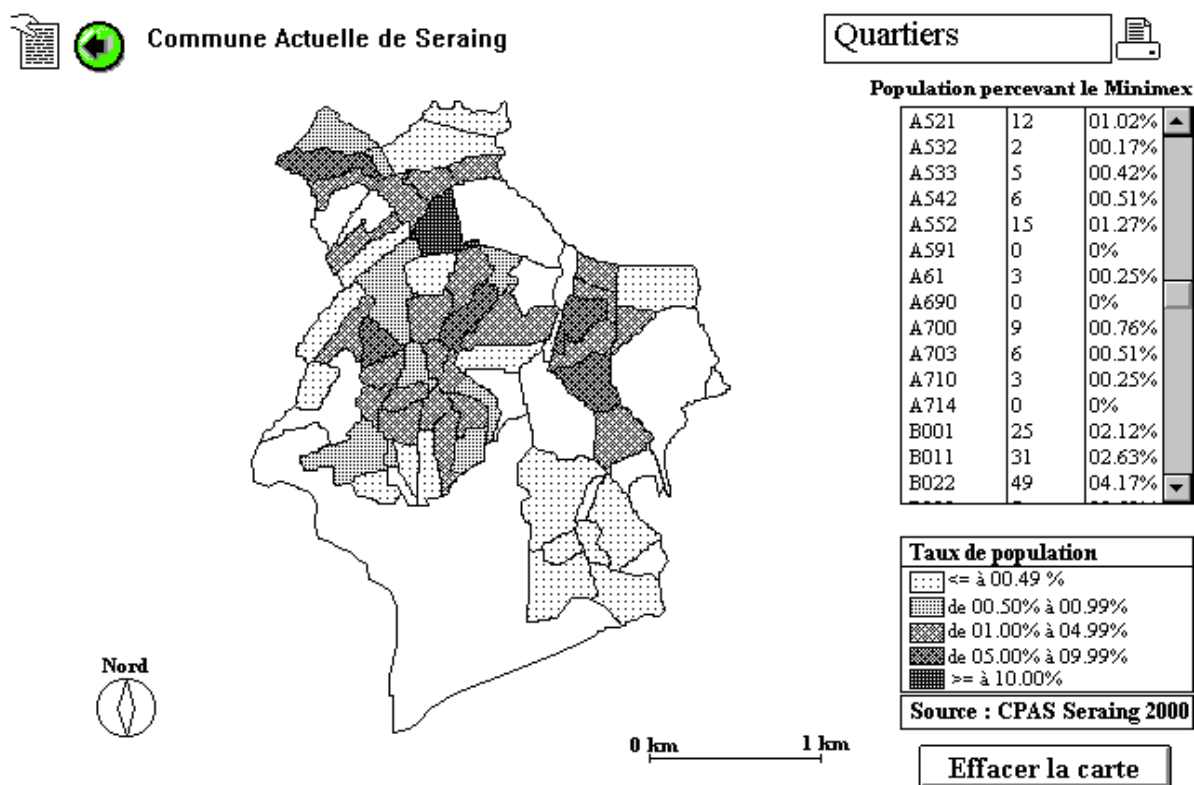 Commune Actuelle de Seraing
Quartiers
Population percevant le Minimex
A521 12 01.02%
A532 2 00.17%
A533 5 00.42%
A542 6 00.51%
A552 15 01.27%
A591 0 0%
A61 3 00.25%
A690 0 0%
A700 9 00.76%
A703 6 00.51%
A710 3 00.25%
A714 0 0%
B001 25 02.12%
B011 31 02.63%
B022 49 04.17%
Taux de population
<= à 00.49 %
de 00.50% à 00.99%
de 01.00% à 04.99%
de 05.00% à 09.99%
>= à 10.00%
Source : CPAS Seraing 2000
Nord
0 km 1 km
Effacer la carte